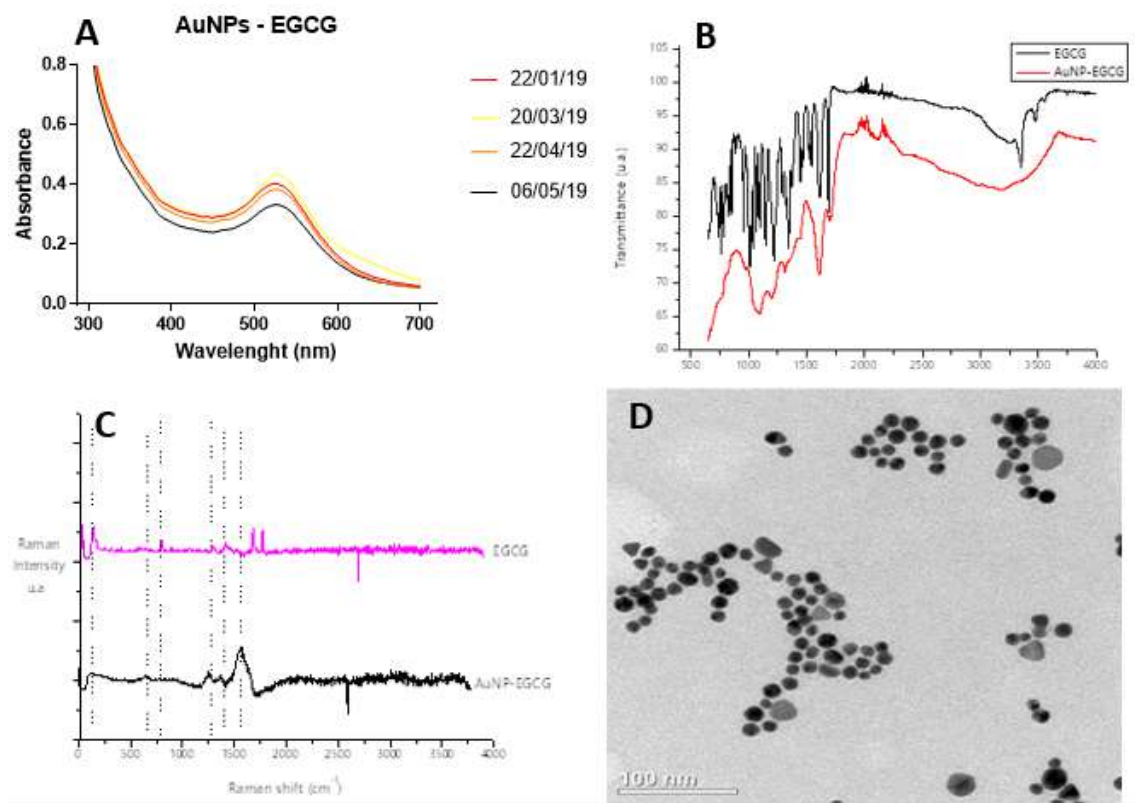 A
AuNPs - EGCG
0.8
0.6
0.4
0.2
0.0
Absorbance
300
400
500
600
700
Wavelenght (nm)
22/01/19
20/03/19
22/04/19
06/05/19
B
EGCG
AuNP-EGCG
105
100
95
90
85
80
75
70
65
60
Transmittance (u.a.)
500
1000
1500
2000
2500
3000
3500
4000
C
Raman
Intensity
u.a
EGCG
AuNP-EGCG
0
500
1000
1500
2000
2500
3000
3500
4000
Raman shift (cm⁻¹)
D
100 nm